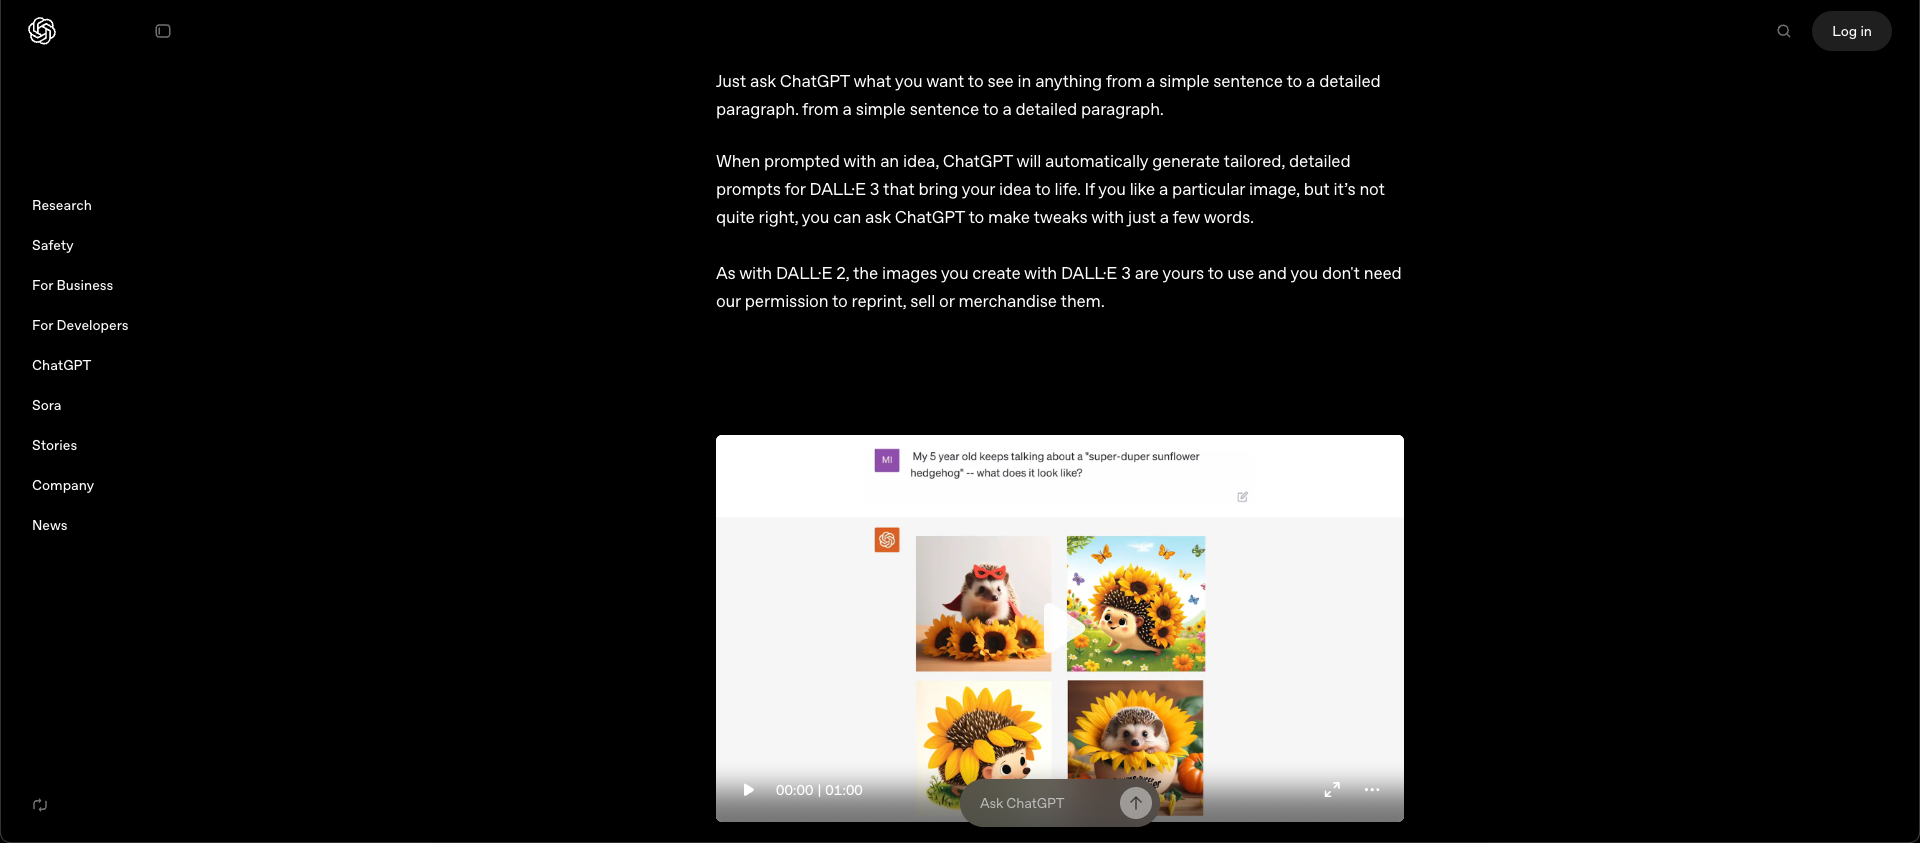 Log in
Just ask ChatGPT what you want to see in anything from a simple sentence to a detailed
paragraph. from a simple sentence to a detailed paragraph.
When prompted with an idea, ChatGPT will automatically generate tailored, detailed
prompts for DALL·E 3 that bring your idea to life. If you like a particular image, but it’s not
quite right, you can ask ChatGPT to make tweaks with just a few words.
As with DALL·E 2, the images you create with DALL·E 3 are yours to use and you don't need
our permission to reprint, sell or merchandise them.
Research
Safety
For Business
For Developers
ChatGPT
Sora
Stories
Company
News
MI
My 5 year old keeps talking about a "super-duper sunflower
hedgehog" -- what does it look like?
00:00 | 01:00
Ask ChatGPT